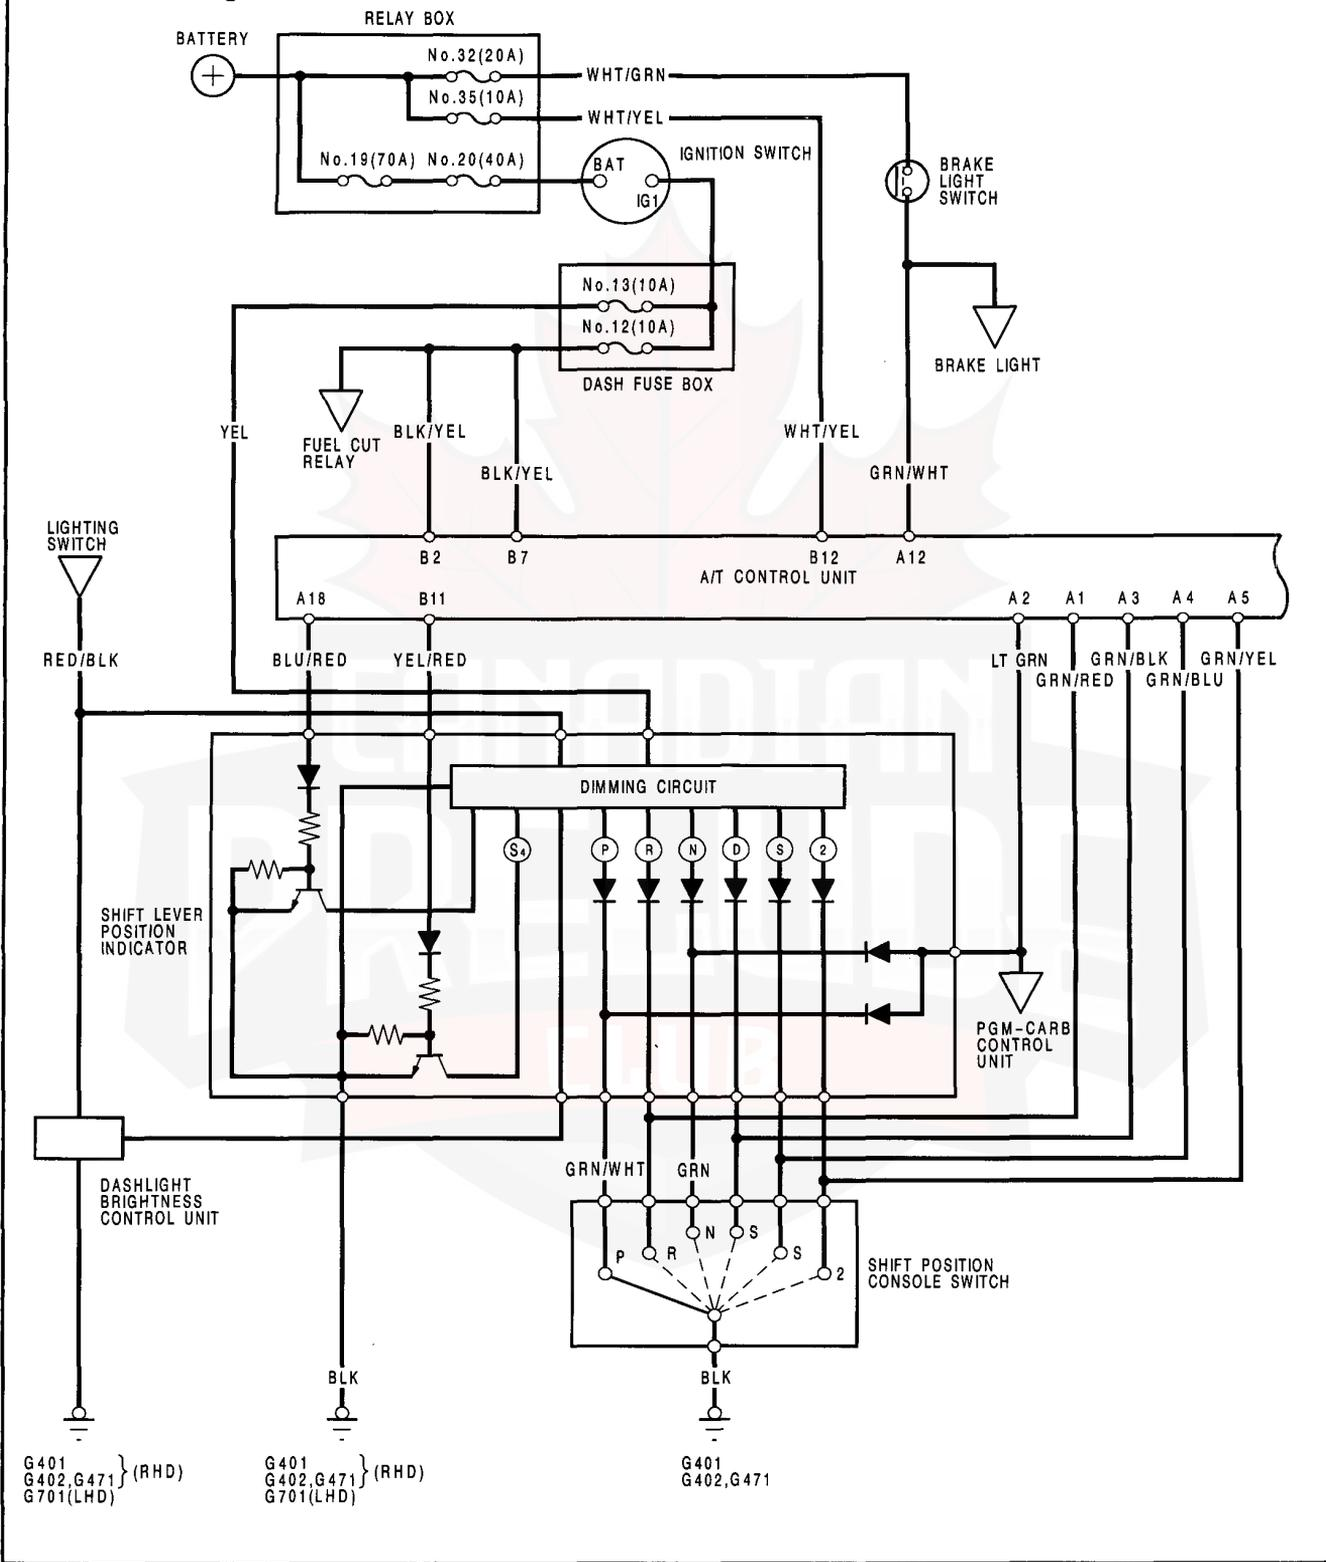 RELAY BOX
BATTERY
+
No.32(20A)
WHT/GRN
No.35(10A)
WHT/YEL
No.19(70A) No.20(40A)
BAT
IG1
IGNITION SWITCH
BRAKE
LIGHT
SWITCH
No.13(10A)
No.12(10A)
DASH FUSE BOX
BRAKE LIGHT
FUEL CUT
RELAY
YEL
BLK/YEL
BLK/YEL
WHT/YEL
GRN/WHT
LIGHTING
SWITCH
B2
B7
B12
A12
A/T CONTROL UNIT
A18
B11
A2
A1
A3
A4
A5
RED/BLK
BLU/RED
YEL/RED
LT GRN
GRN/RED
GRN/BLK
GRN/BLU
GRN/YEL
CANADIAN
PRELUDE
CLUB
DIMMING CIRCUIT
S4
P
R
N
D
S
2
SHIFT LEVER
POSITION
INDICATOR
PGM-CARB
CONTROL
UNIT
DASHLIGHT
BRIGHTNESS
CONTROL UNIT
GRN/WHT
GRN
P
R
N
S
S
2
SHIFT POSITION
CONSOLE SWITCH
BLK
BLK
G401
G402,G471 } (RHD)
G701(LHD)
G401
G402,G471 } (RHD)
G701(LHD)
G401
G402,G471